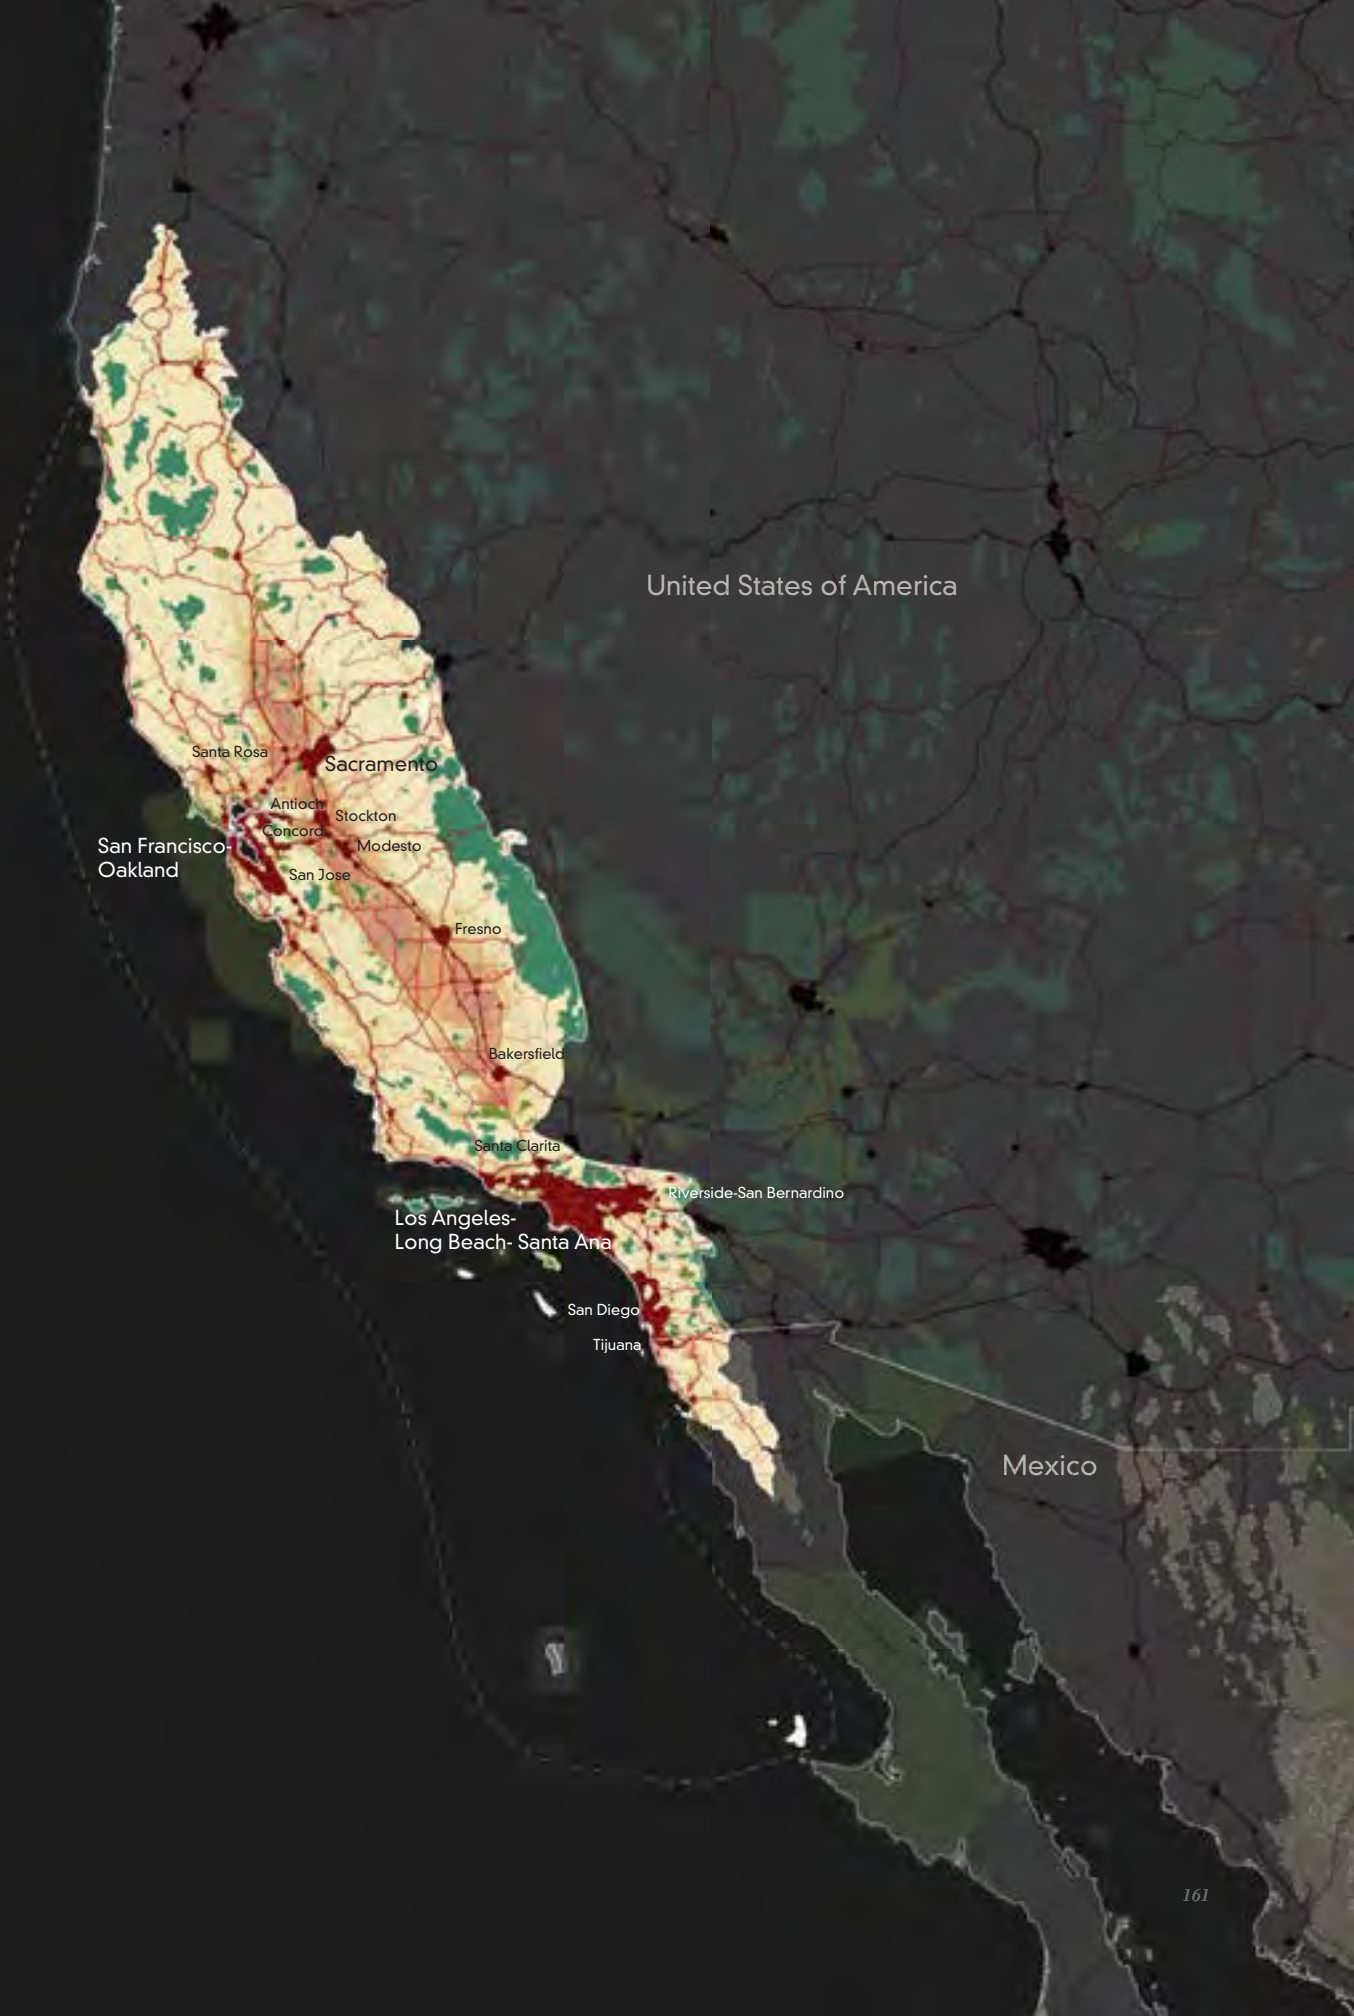 United States of America
Santa Rosa
Sacramento
Antioch
Stockton
Concord
San Francisco-
Oakland
Modesto
San Jose
Fresno
Bakersfield
Santa Clarita
Riverside-San Bernardino
Los Angeles-
Long Beach- Santa Ana
San Diego
Tijuana
Mexico
161